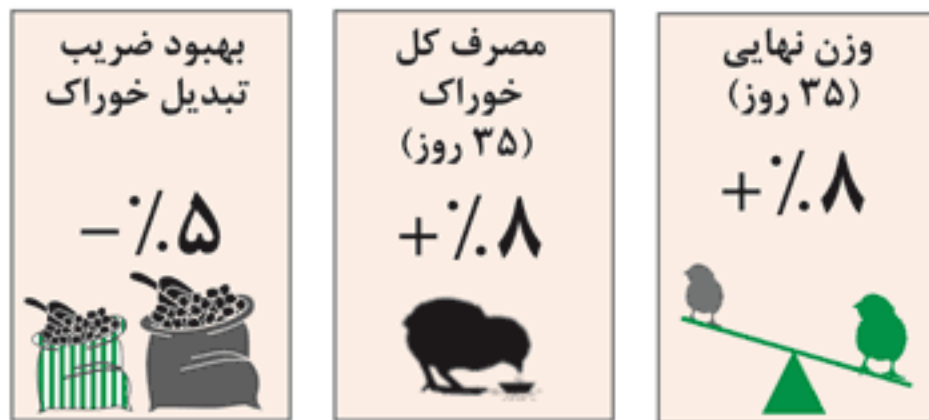 وزن نهایی
(۳۵ روز)
+٪۸
مصرف کل
خوراک
(۳۵ روز)
+٪۸
بهبود ضریب
تبدیل خوراک
-٪۵